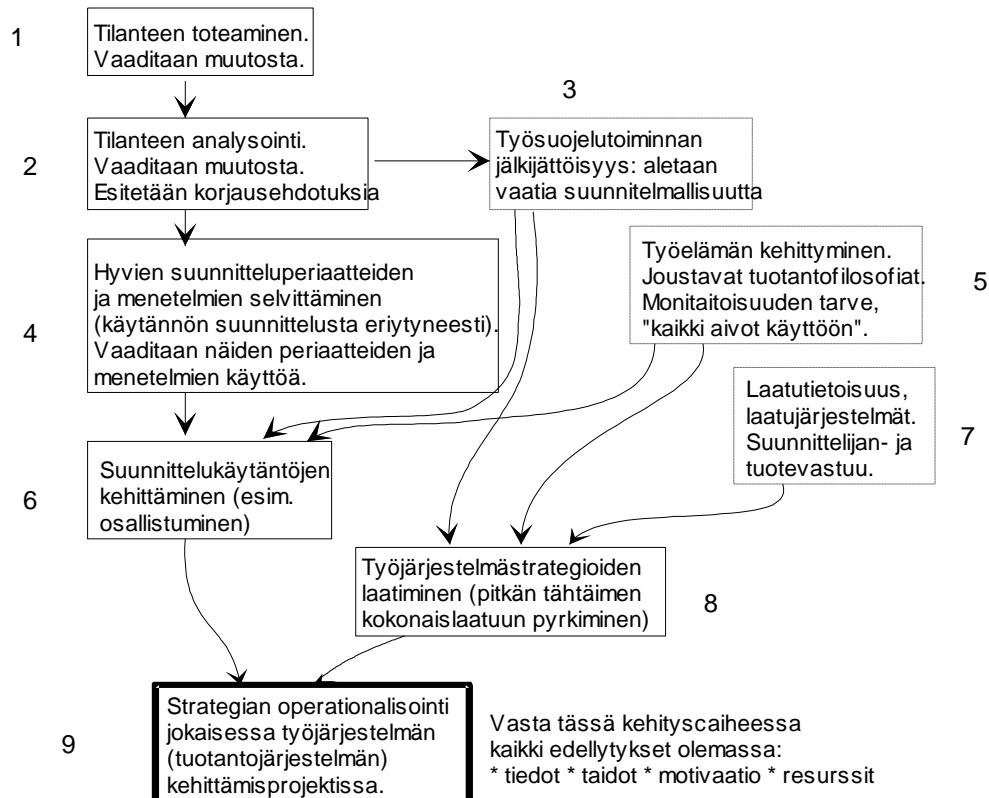 1
Tilanteen toteaminen.
Vaaditaan muutosta.
2
Tilanteen analysointi.
Vaaditaan muutosta.
Esitetään korjausehdotuksia
3
Työsuojelutoiminnan
jälkijättöisyys: aletaan
vaatia suunnitelmallisuutta
4
Hyvien suunnitteluperiaatteiden
ja menetelmien selvittäminen
(käytännön suunnittelusta eriytyneesti).
Vaaditaan näiden periaatteiden ja
menetelmien käyttöä.
Työelämän kehittyminen.
Joustavat tuotantofilosofiat.
Monitaitoisuuden tarve,
"kaikki aivot käyttöön".
5
6
Suunnittelukäytäntöjen
kehittäminen (esim.
osallistuminen)
Laatutietoisuus,
laatujärjestelmät.
Suunnittelijan- ja
tuotevastuu.
7
Työjärjestelmästrategioiden
laatiminen (pitkän tähtäimen
kokonaislaatuun pyrkiminen)
8
9
Strategian operationalisointi
jokaisessa työjärjestelmän
(tuotantojärjestelmän)
kehittämisprojektissa.
Vasta tässä kehityscaiheessa
kaikki edellytykset olemassa:
* tiedot * taidot * motivaatio * resurssit